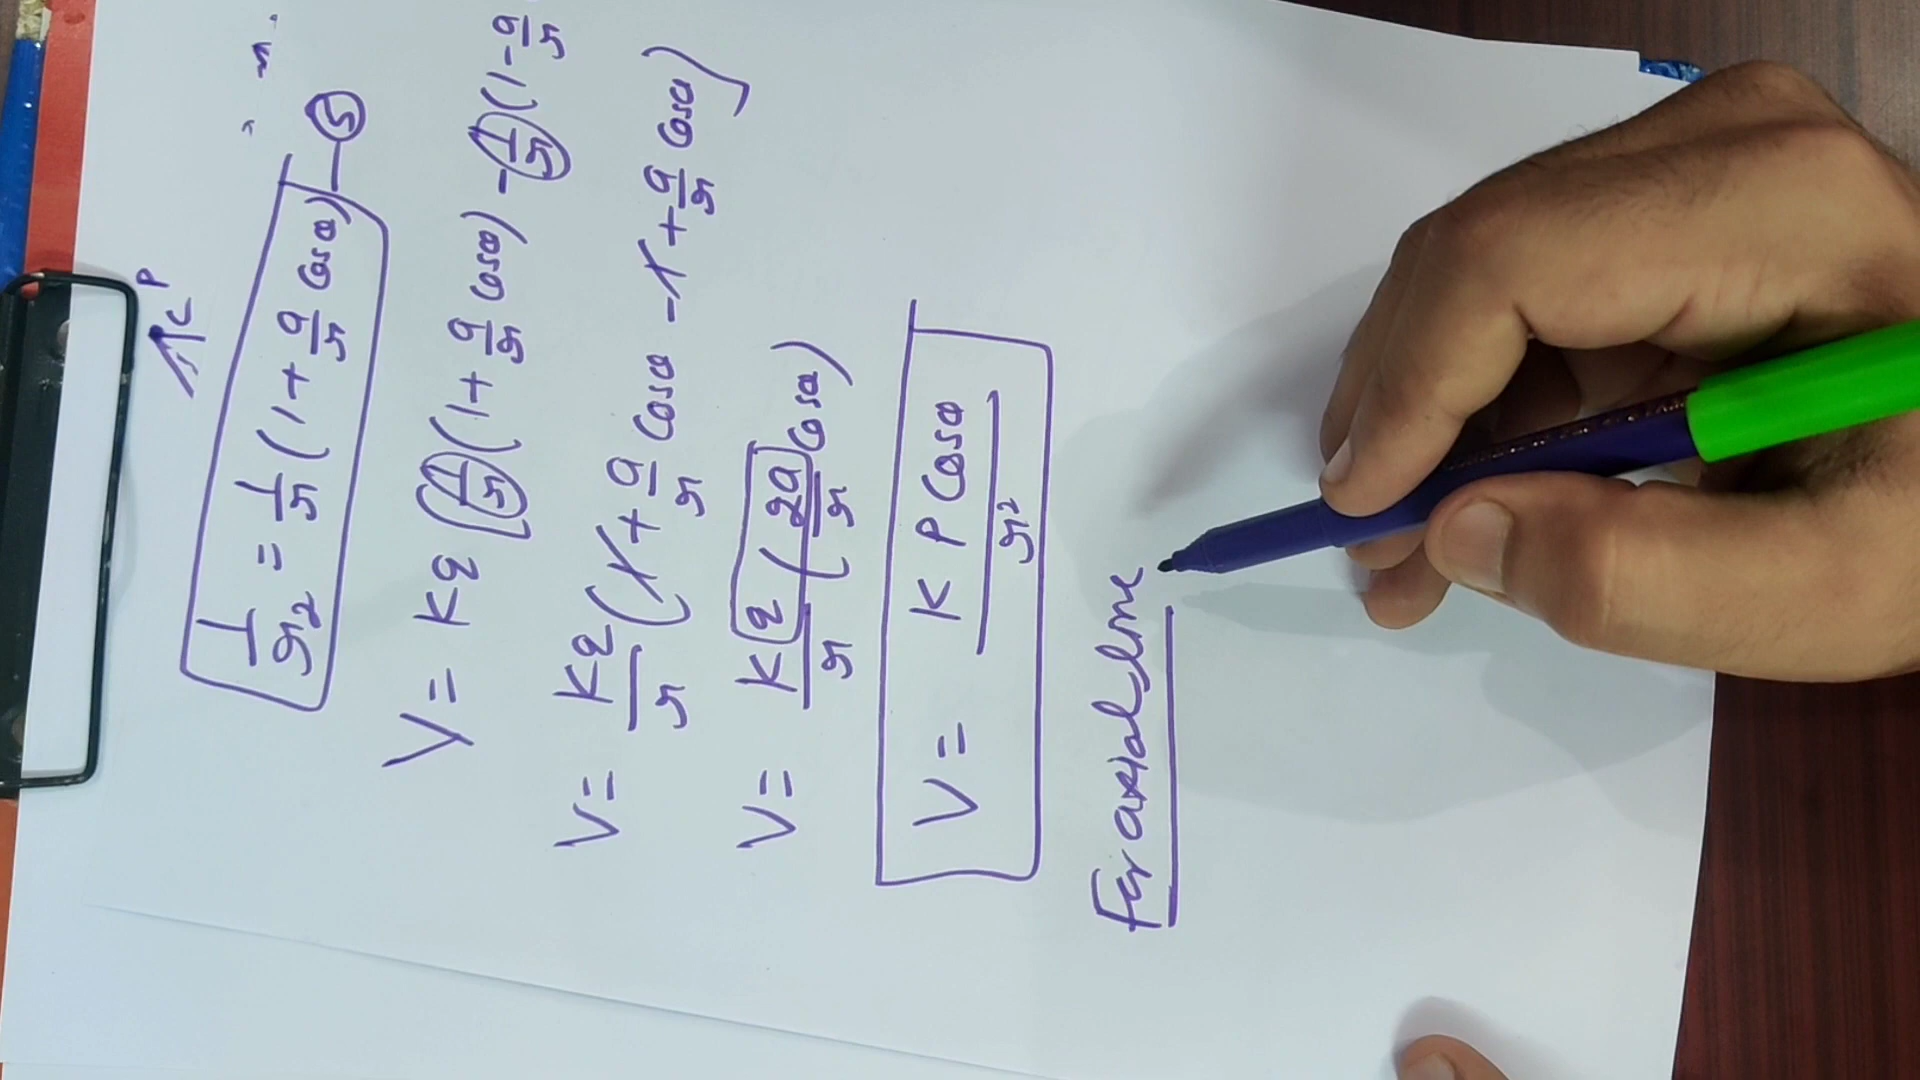 P
1/r₂ = 1/r (1 + a/r Cosθ) — ⑤
V = Kq [(1/r)(1 + a/r Cosθ) - (1/r)(1 - a/r
V = Kq/r (1 + a/r Cosθ - 1 + a/r Cosθ)
V = Kq/r (2a/r Cosθ)
V = K P Cosθ / r²
For axial line